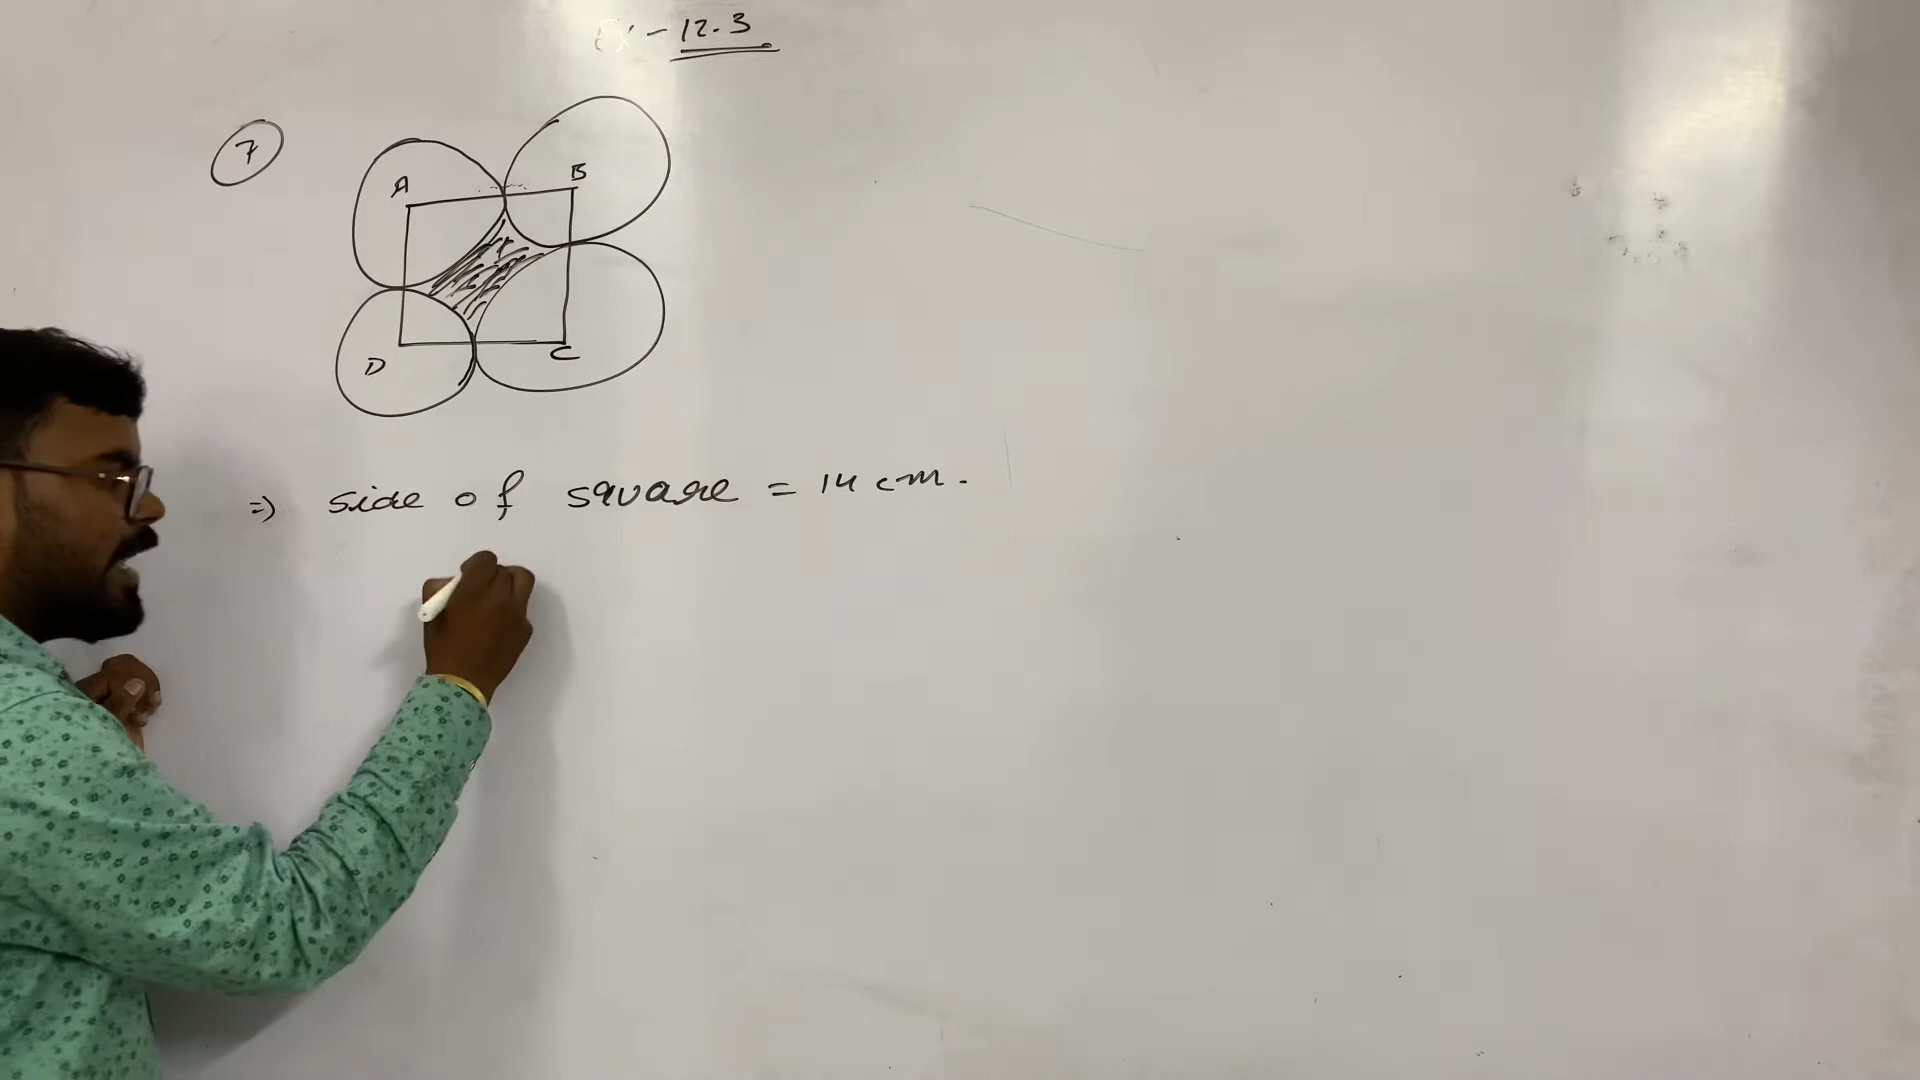 Ex - 12.3
7
A
B
D
C
=) side of square = 14 cm.